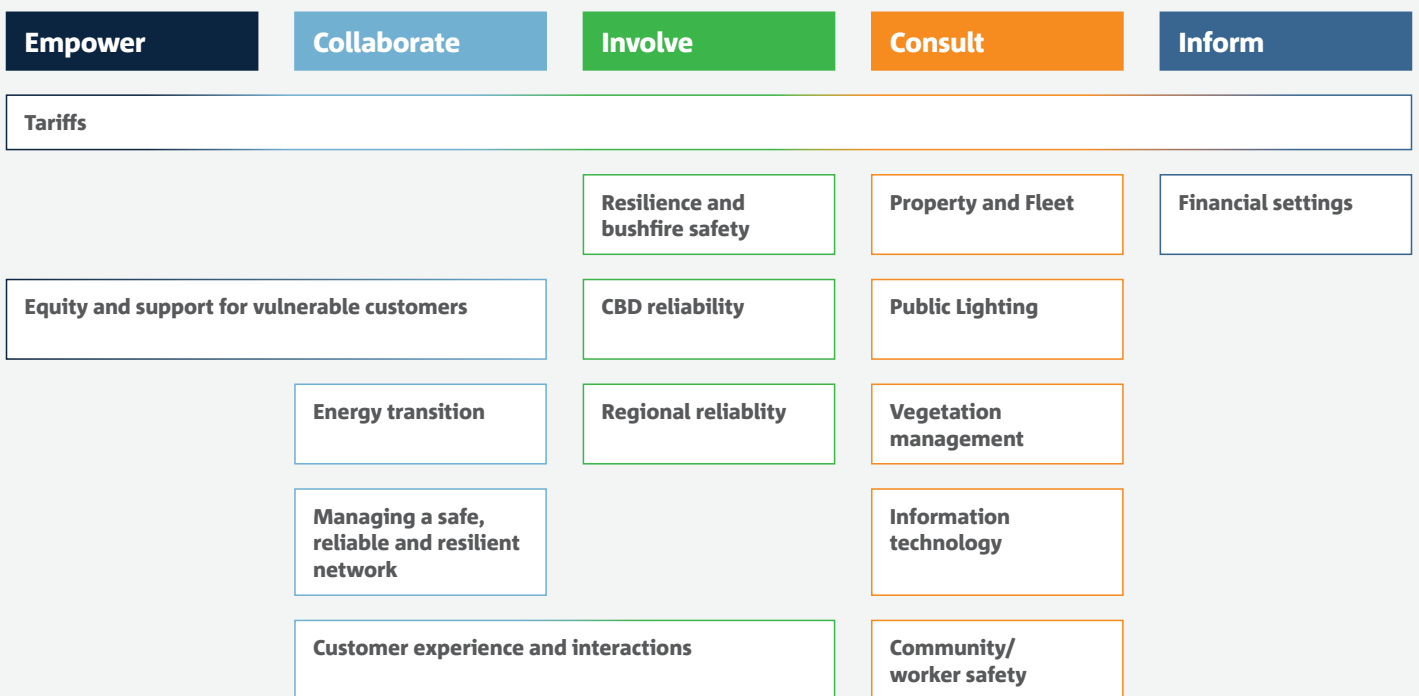 Empower
Collaborate
Involve
Consult
Inform
Tariffs
Resilience and
bushfire safety
Property and Fleet
Financial settings
Equity and support for vulnerable customers
CBD reliability
Public Lighting
Energy transition
Regional reliablity
Vegetation
management
Managing a safe,
reliable and resilient
network
Information
technology
Customer experience and interactions
Community/
worker safety